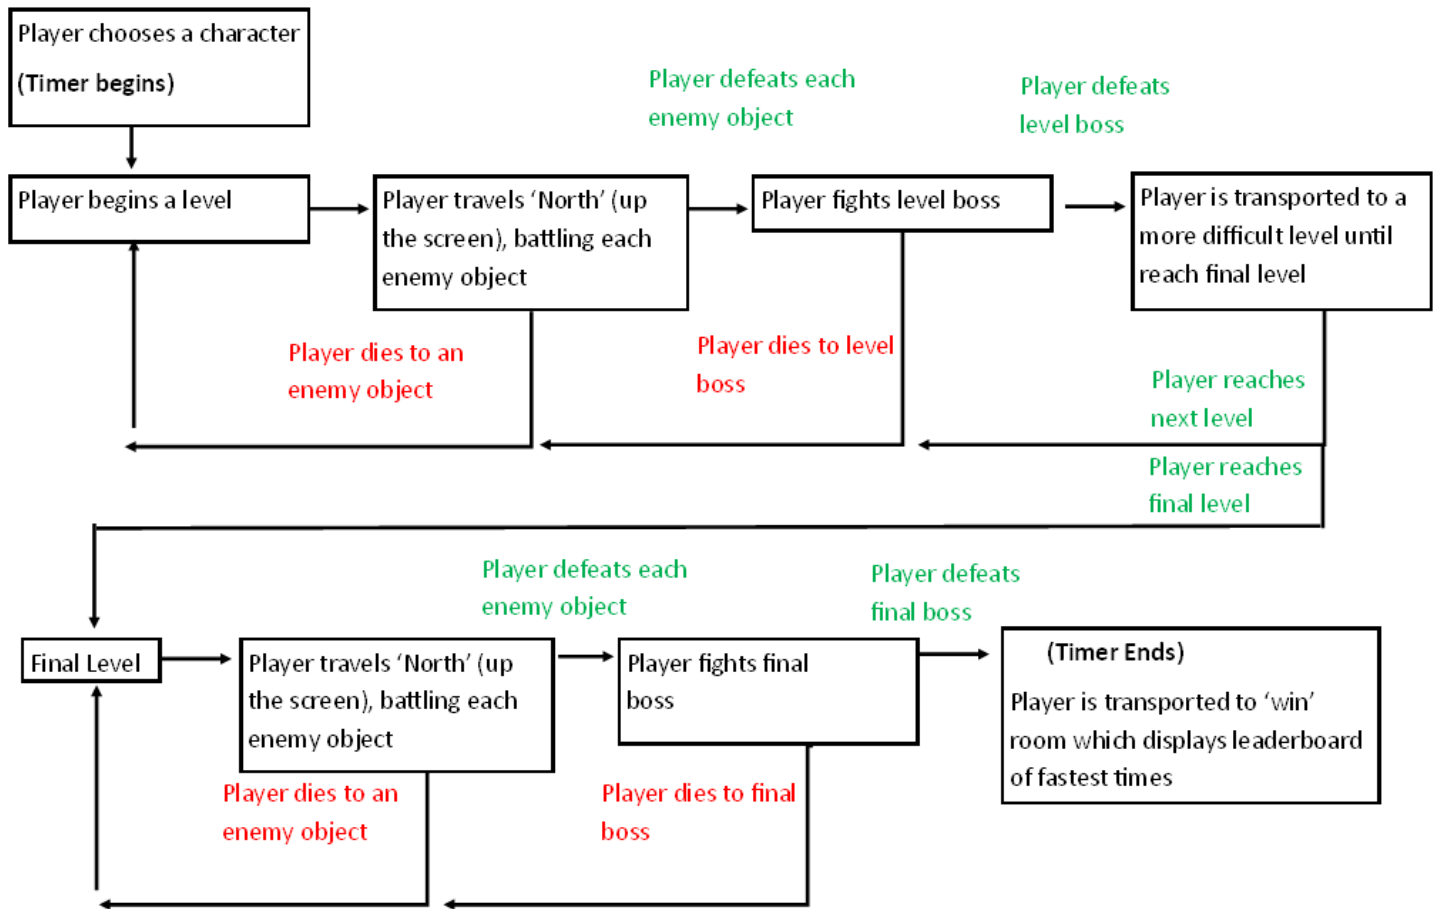 Player chooses a character
(Timer begins)
Player defeats each
enemy object
Player defeats
level boss
Player begins a level
Player travels ‘North’ (up
the screen), battling each
enemy object
Player fights level boss
Player is transported to a
more difficult level until
reach final level
Player dies to an
enemy object
Player dies to level
boss
Player reaches
next level
Player reaches
final level
Player defeats each
enemy object
Player defeats
final boss
Final Level
Player travels ‘North’ (up
the screen), battling each
enemy object
Player fights final
boss
(Timer Ends)
Player is transported to ‘win’
room which displays leaderboard
of fastest times
Player dies to an
enemy object
Player dies to final
boss